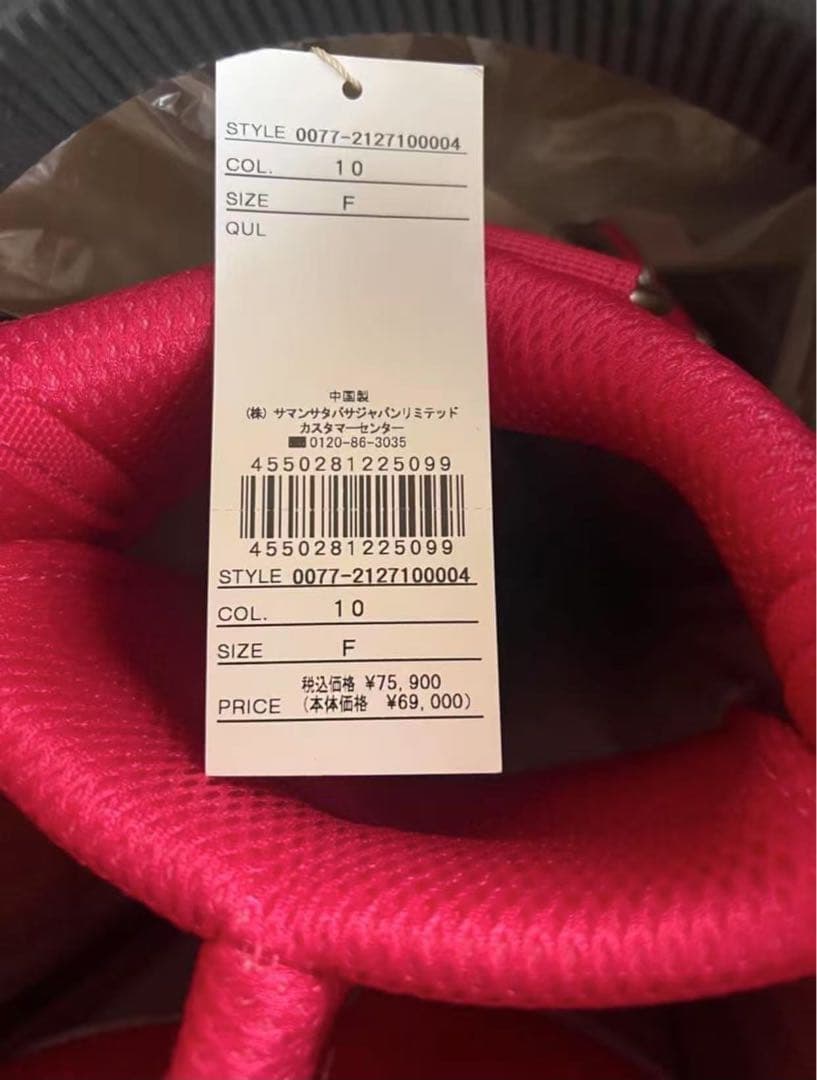 STYLE 0077-2127100004
COL. 10
SIZE F
QUL
中国製
(株) サマンサタバサジャパンリミテッド
カスタマーセンター
0120-86-3035
4550281225099
4550281225099
STYLE 0077-2127100004
COL. 10
SIZE F
税込価格 ¥75,900
PRICE (本体価格 ¥69,000)